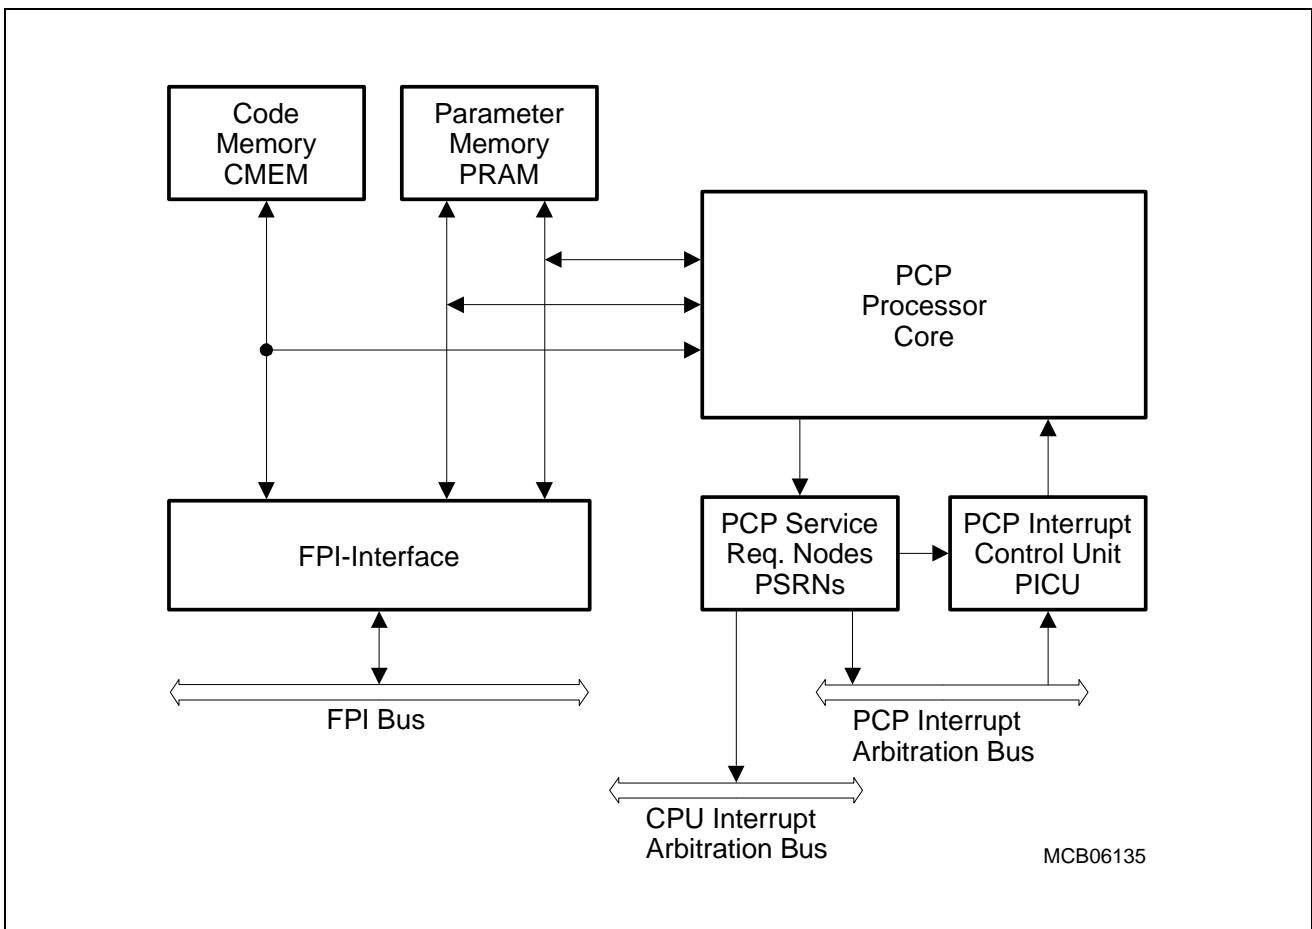 Code
Memory
CMEM
Parameter
Memory
PRAM
PCP
Processor
Core
FPI-Interface
PCP Service
Req. Nodes
PSRNs
PCP Interrupt
Control Unit
PICU
FPI Bus
PCP Interrupt
Arbitration Bus
CPU Interrupt
Arbitration Bus
MCB06135